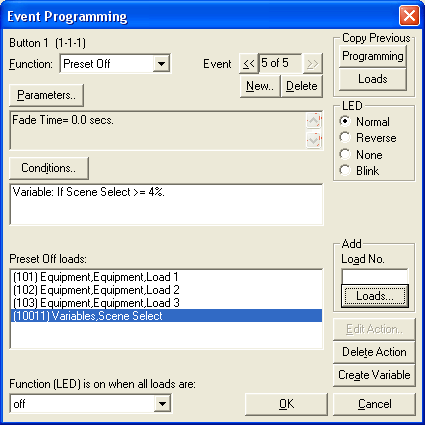 Event Programming
Button 1 (1-1-1)
Function: Preset Off
Event << 5 of 5 >>
New.. Delete
Copy Previous
Programming
Loads
Parameters..
Fade Time= 0.0 secs.
LED
Normal
Reverse
None
Blink
Conditions..
Variable: If Scene Select >= 4%.
Preset Off loads:
(101) Equipment,Equipment,Load 1
(102) Equipment,Equipment,Load 2
(103) Equipment,Equipment,Load 3
(10011) Variables,Scene Select
Add
Load No.
Loads...
Edit Action..
Delete Action
Create Variable
Function (LED) is on when all loads are:
off
OK
Cancel